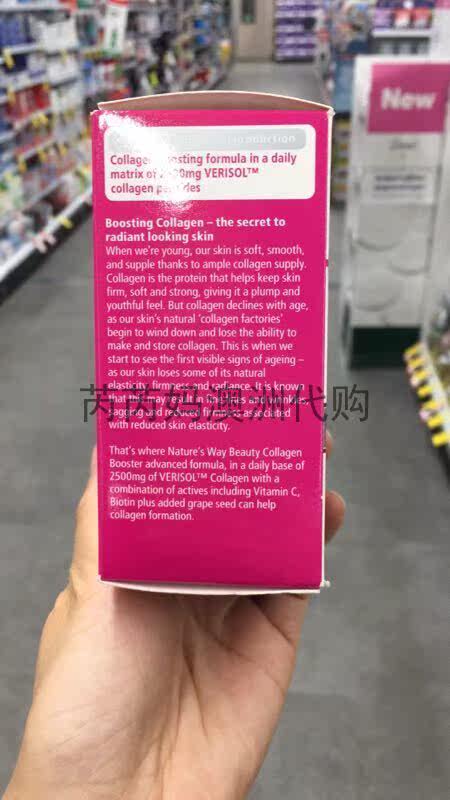 New
oduction
Collagen boosting formula in a daily
matrix of 2500mg VERISOL™
collagen peptides
Boosting Collagen – the secret to
radiant looking skin
When we're young, our skin is soft, smooth,
and supple thanks to ample collagen supply.
Collagen is the protein that helps keep skin
firm, soft and strong, giving it a plump and
youthful feel. But collagen declines with age,
as our skin's natural 'collagen factories'
begin to wind down and lose the ability to
make and store collagen. This is when we
start to see the first visible signs of ageing –
as our skin loses some of its natural
elasticity, firmness and radiance. It is known
that this may result in fine lines and wrinkles,
芮芮妈澳洲代购
sagging and reduced firmness associated
with reduced skin elasticity.
That's where Nature's Way Beauty Collagen
Booster advanced formula, in a daily base of
2500mg of VERISOL™ Collagen with a
combination of actives including Vitamin C,
Biotin plus added grape seed can help
collagen formation.